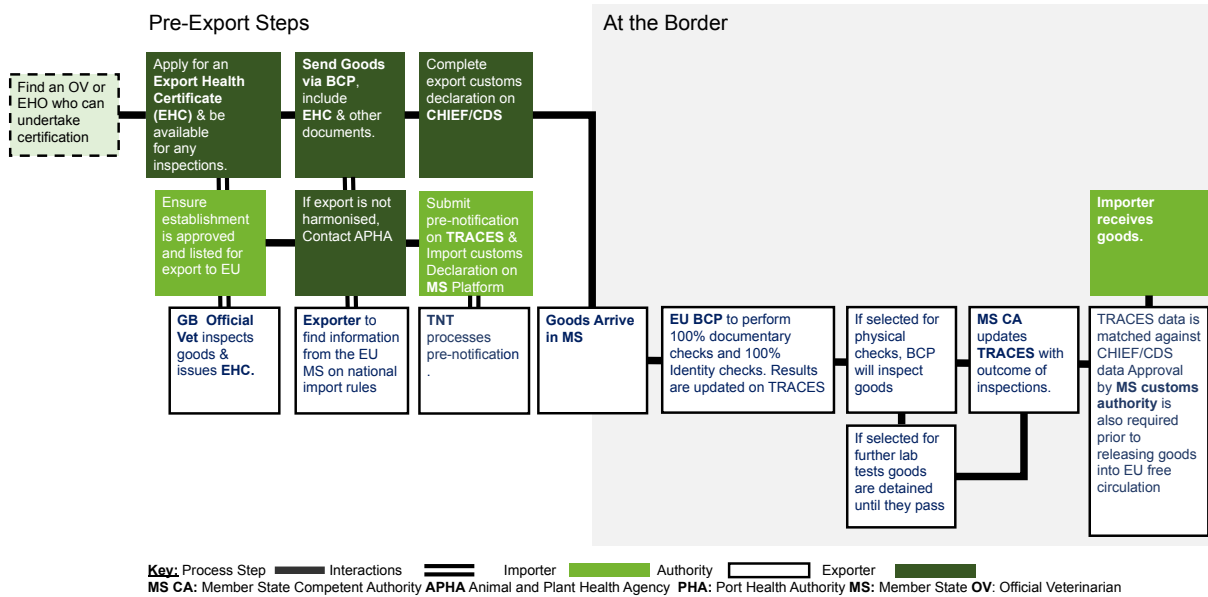 Pre-Export Steps
At the Border
Find an OV or
EHO who can
undertake
certification
Apply for an
Export Health
Certificate
(EHC) & be
available
for any
inspections.
Send Goods
via BCP,
include
EHC & other
documents.
Complete
export customs
declaration on
CHIEF/CDS
Ensure
establishment
is approved
and listed for
export to EU
If export is not
harmonised,
Contact APHA
Submit
pre-notification
on TRACES &
Import customs
Declaration on
MS Platform
Importer
receives
goods.
GB Official
Vet inspects
goods &
issues EHC.
Exporter to
find information
from the EU
MS on national
import rules
TNT
processes
pre-notification
.
Goods Arrive
in MS
EU BCP to perform
100% documentary
checks and 100%
Identity checks. Results
are updated on TRACES
If selected for
physical
checks, BCP
will inspect
goods
MS CA
updates
TRACES with
outcome of
inspections.
TRACES data is
matched against
CHIEF/CDS
data Approval
by MS customs
authority is
also required
prior to
releasing goods
into EU free
circulation
If selected for
further lab
tests goods
are detained
until they pass
Key: Process Step Interactions Importer Authority Exporter
MS CA: Member State Competent Authority APHA Animal and Plant Health Agency PHA: Port Health Authority MS: Member State OV: Official Veterinarian